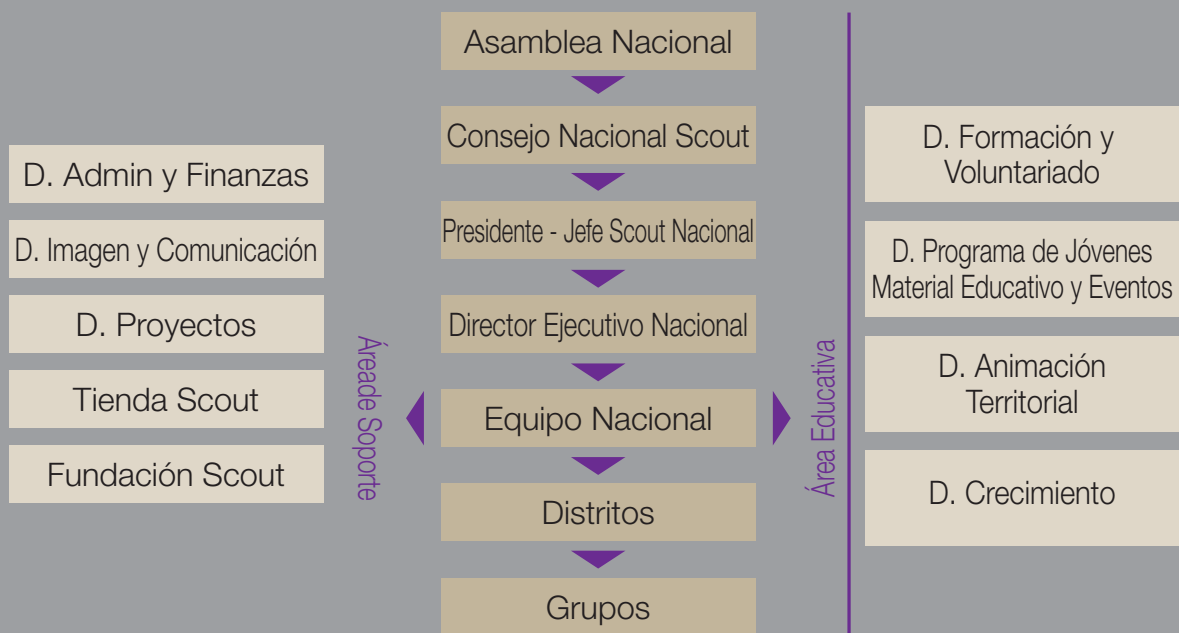 Asamblea Nacional
Consejo Nacional Scout
Presidente - Jefe Scout Nacional
Director Ejecutivo Nacional
Equipo Nacional
Distritos
Grupos
Áreade Soporte
D. Admin y Finanzas
D. Imagen y Comunicación
D. Proyectos
Tienda Scout
Fundación Scout
Área Educativa
D. Formación y
Voluntariado
D. Programa de Jóvenes
Material Educativo y Eventos
D. Animación
Territorial
D. Crecimiento